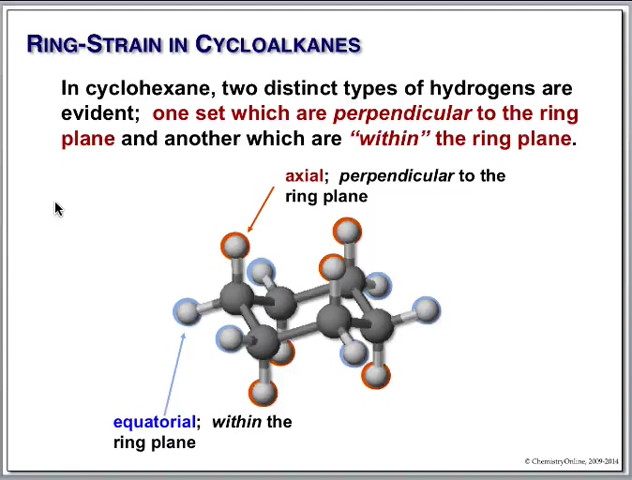 RING-STRAIN IN CYCLOALKANES
In cyclohexane, two distinct types of hydrogens are
evident; one set which are perpendicular to the ring
plane and another which are “within” the ring plane.
axial; perpendicular to the
ring plane
equatorial; within the
ring plane
© ChemistryOnline, 2009-2014